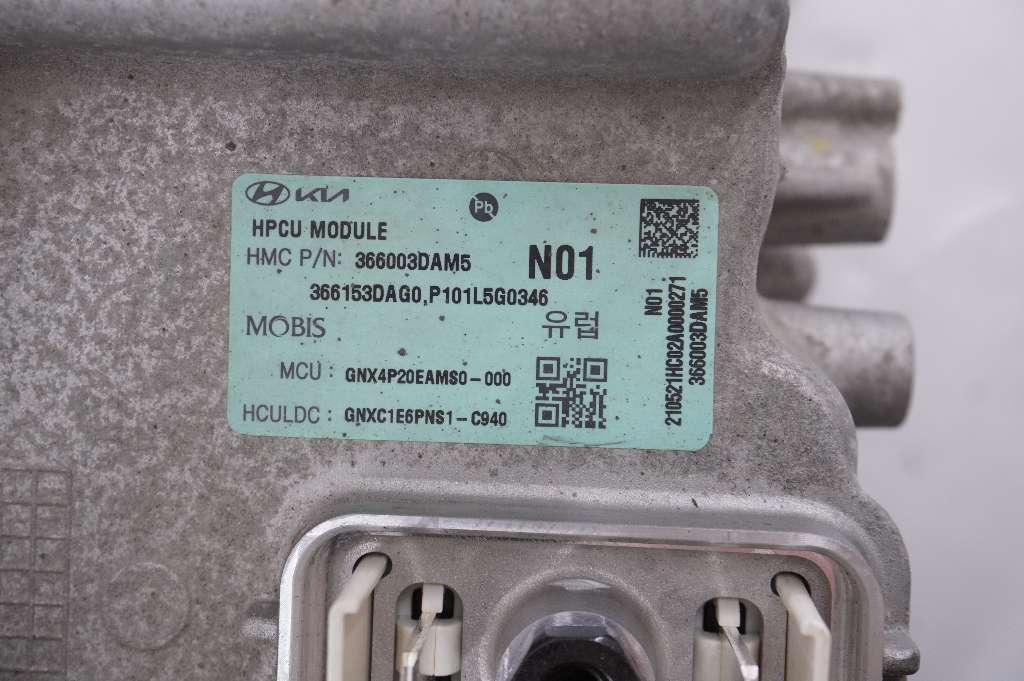 KIA
Pb
HPCU MODULE
HMC P/N: 366003DAM5
N01
366153DAG0,P101L5G0346
MOBIS
유럽
MCU : GNX4P20EAMS0-000
HCULDC : GNXC1E6PNS1-C940
N01
210521HC02A0000271
366003DAM5